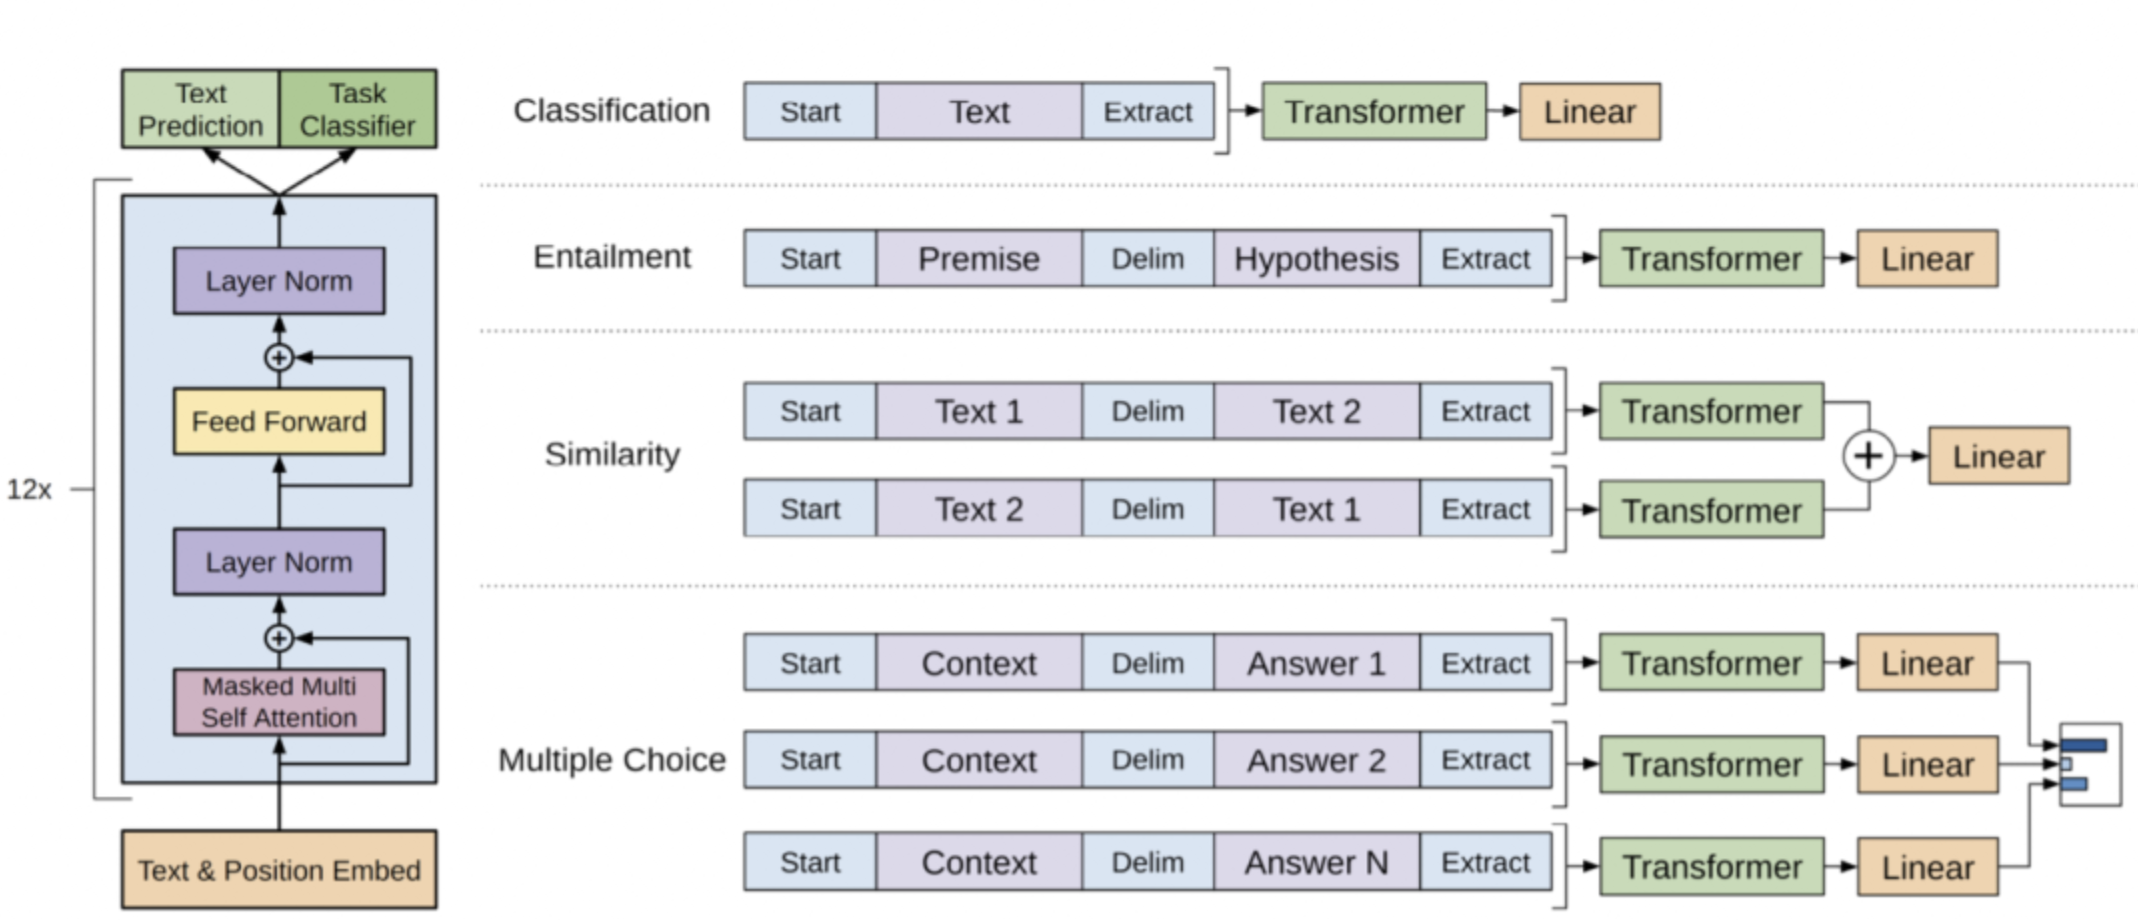 Text
Prediction
Task
Classifier
12x
Layer Norm
Feed Forward
Layer Norm
Masked Multi
Self Attention
Text & Position Embed
Classification Start Text Extract Transformer Linear
Entailment Start Premise Delim Hypothesis Extract Transformer Linear
Similarity
Start Text 1 Delim Text 2 Extract Transformer
Start Text 2 Delim Text 1 Extract Transformer
Linear
Multiple Choice
Start Context Delim Answer 1 Extract Transformer Linear
Start Context Delim Answer 2 Extract Transformer Linear
Start Context Delim Answer N Extract Transformer Linear